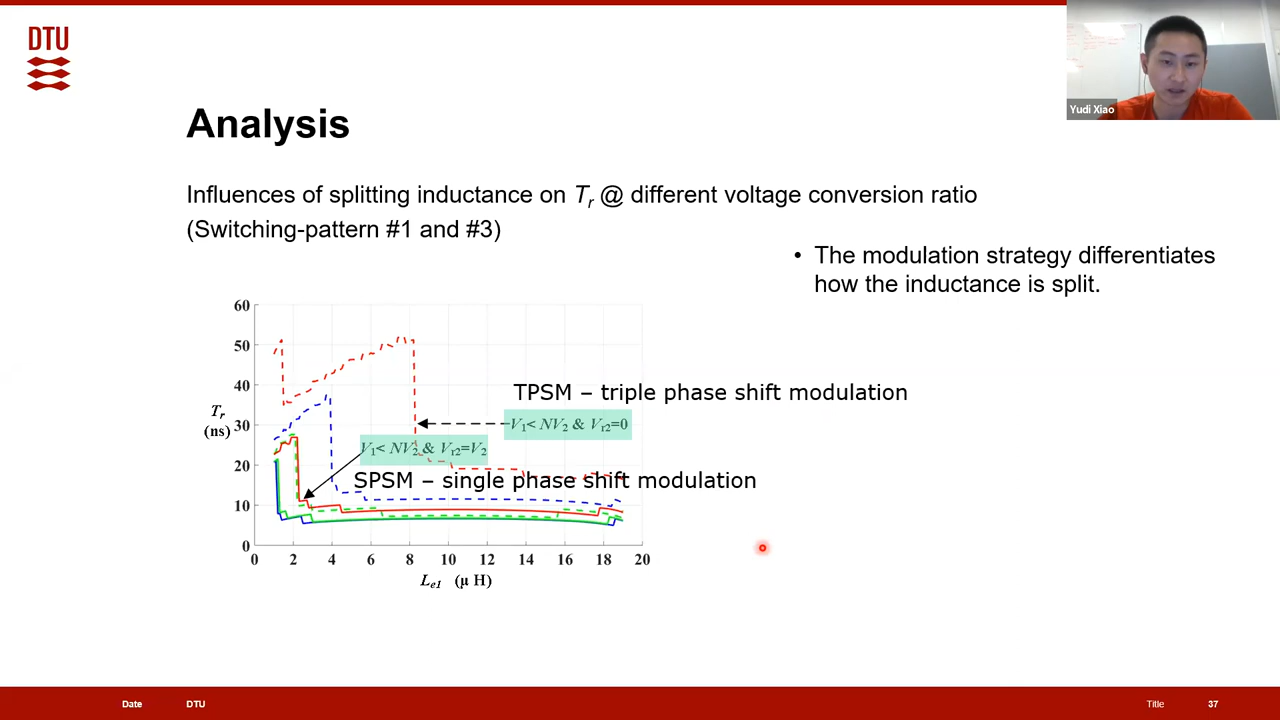 DTU
Yudi Xiao
Analysis
Influences of splitting inductance on Tr @ different voltage conversion ratio
(Switching-pattern #1 and #3)
• The modulation strategy differentiates
how the inductance is split.
60
50
40
30
20
10
0
Tr
(ns)
TPSM – triple phase shift modulation
V1< NV2 & Vr2=0
V1< NV2 & Vr2=V2
SPSM – single phase shift modulation
0 2 4 6 8 10 12 14 16 18 20
Le1 (μ H)
Date DTU Title 37